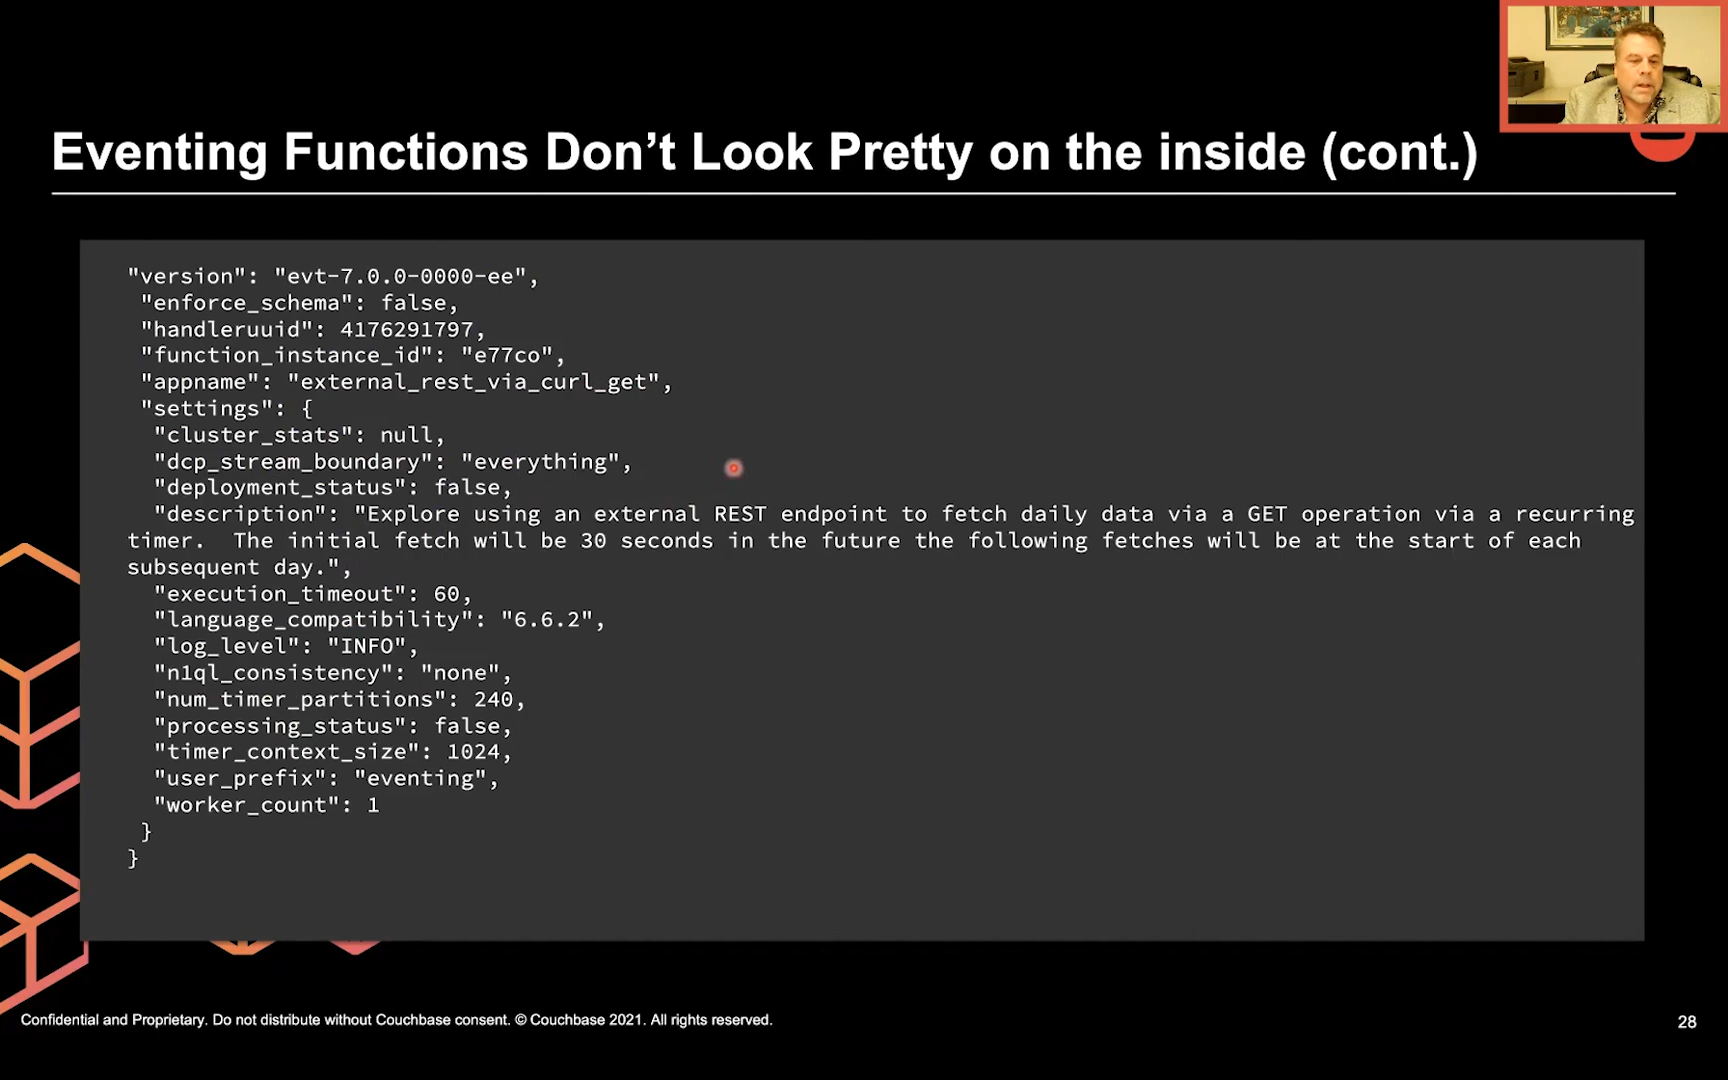 Eventing Functions Don’t Look Pretty on the inside (cont.)
"version": "evt-7.0.0-0000-ee",
"enforce_schema": false,
"handleruuid": 4176291797,
"function_instance_id": "e77co",
"appname": "external_rest_via_curl_get",
"settings": {
"cluster_stats": null,
"dcp_stream_boundary": "everything",
"deployment_status": false,
"description": "Explore using an external REST endpoint to fetch daily data via a GET operation via a recurring
timer.  The initial fetch will be 30 seconds in the future the following fetches will be at the start of each
subsequent day.",
"execution_timeout": 60,
"language_compatibility": "6.6.2",
"log_level": "INFO",
"n1ql_consistency": "none",
"num_timer_partitions": 240,
"processing_status": false,
"timer_context_size": 1024,
"user_prefix": "eventing",
"worker_count": 1
}
}
Confidential and Proprietary. Do not distribute without Couchbase consent. © Couchbase 2021. All rights reserved.
28